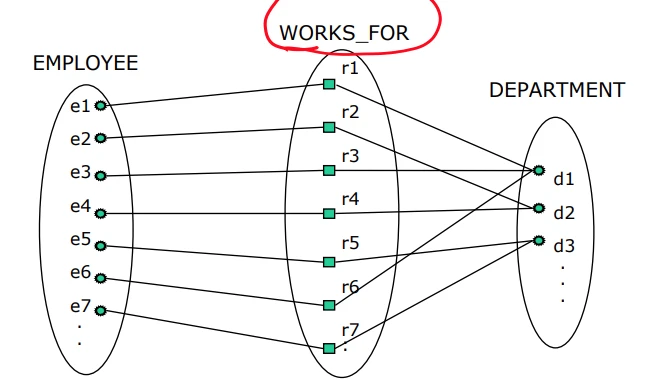 WORKS_FOR
EMPLOYEE
DEPARTMENT
e1
e2
e3
e4
e5
e6
e7
.
.
r1
r2
r3
r4
r5
r6
r7
.
d1
d2
d3
.
.
.